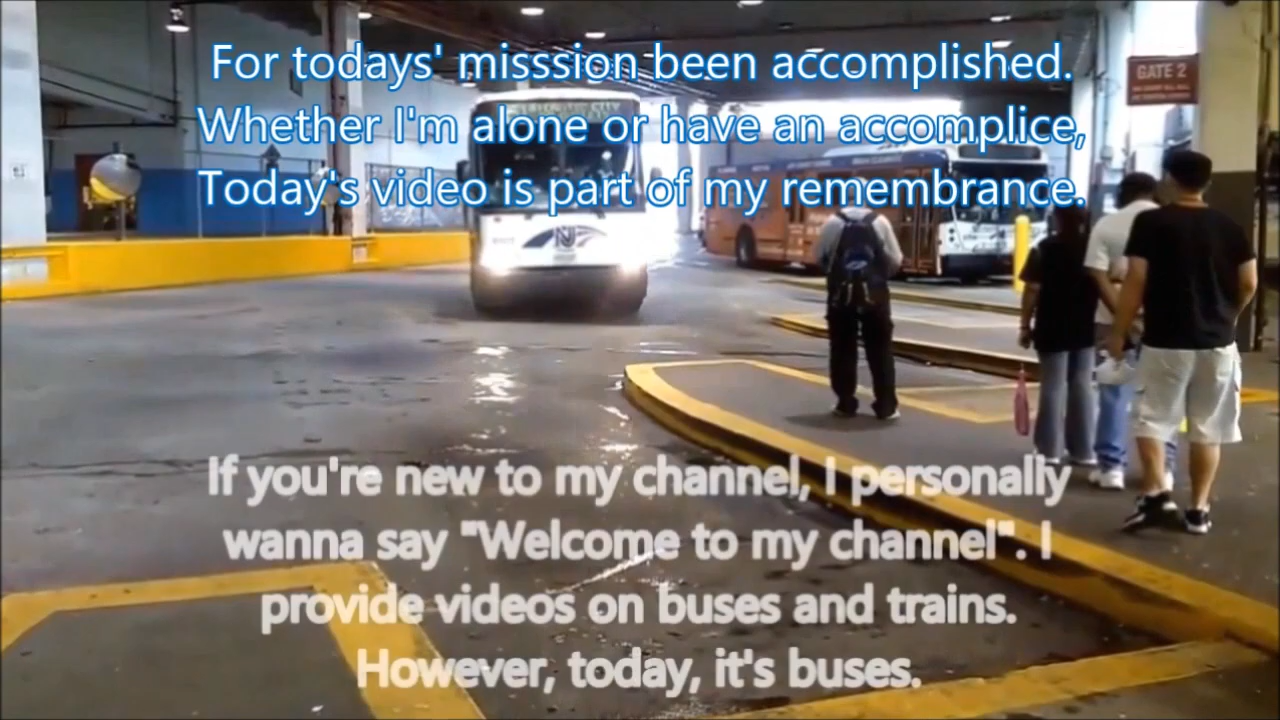 For todays' misssion been accomplished.
Whether I'm alone or have an accomplice,
Today's video is part of my remembrance.
GATE 2
If you're new to my channel, I personally
wanna say "Welcome to my channel". I
provide videos on buses and trains.
However, today, it's buses.